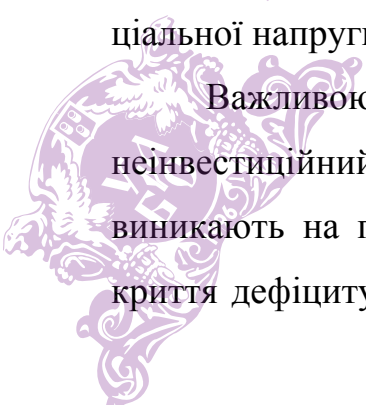 ціальної напруги
Важливою
неінвестиційний
виникають на п
криття дефіциту